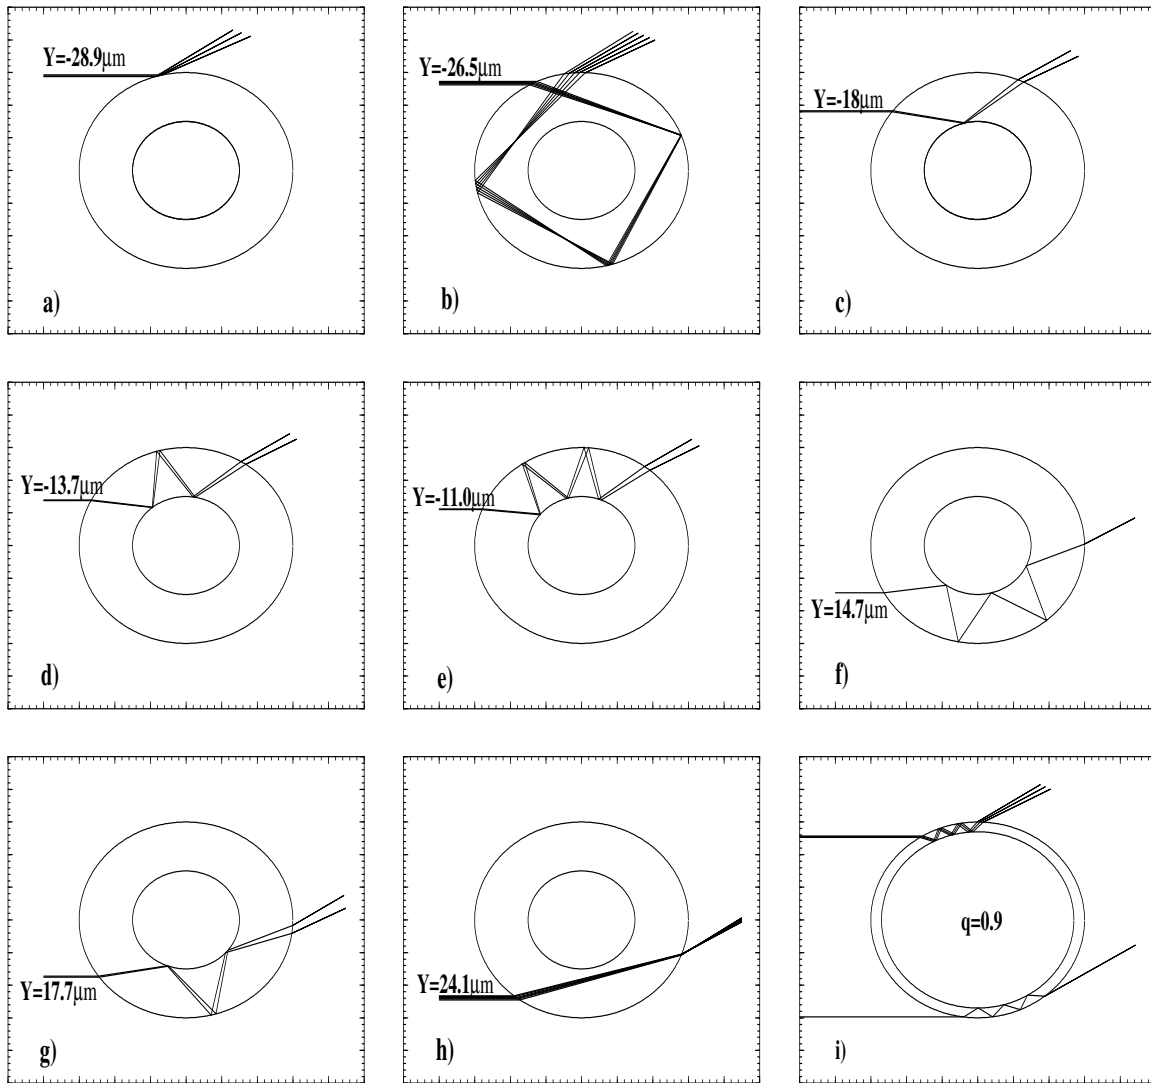 Y=-28.9μm
a)
Y=-26.5μm
b)
Y=-18μm
c)
Y=-13.7μm
d)
Y=-11.0μm
e)
Y=14.7μm
f)
Y=17.7μm
g)
Y=24.1μm
h)
q=0.9
i)